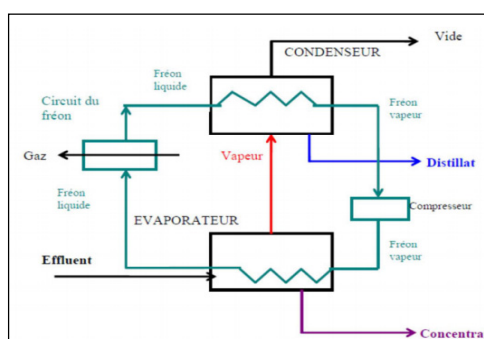 Vide
CONDENSEUR
Fréon
liquide
Circuit du
fréon
Fréon
vapeur
Gaz
Vapeur
Distillat
Fréon
liquide
Compresseur
EVAPORATEUR
Effluent
Fréon
vapeur
Concentra